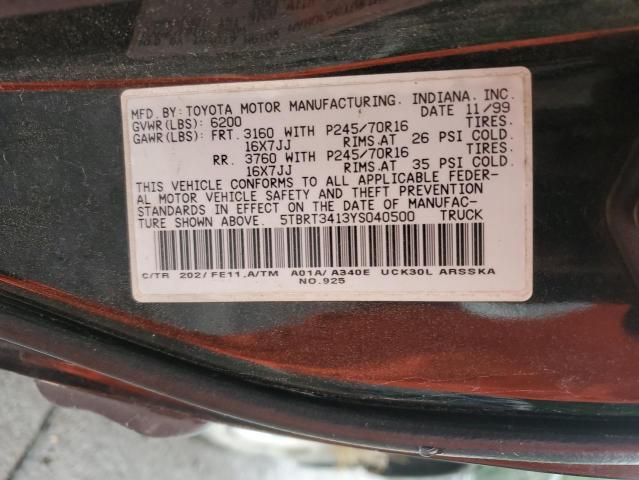 MFD. BY: TOYOTA MOTOR MANUFACTURING. INDIANA. INC.
GVWR(LBS): 6200 DATE 11/99
GAWR(LBS): FRT. 3160 WITH P245/70R16 TIRES.
16X7JJ RIMS.AT 26 PSI COLD.
RR. 3760 WITH P245/70R16 TIRES.
16X7JJ RIMS.AT 35 PSI COLD.
THIS VEHICLE CONFORMS TO ALL APPLICABLE FEDER-
AL MOTOR VEHICLE SAFETY AND THEFT PREVENTION
STANDARDS IN EFFECT ON THE DATE OF MANUFAC-
TURE SHOWN ABOVE. 5TBRT3413YS040500 TRUCK
C/TR 202/ FE11,A/TM A01A/ A340E UCK30L ARSSKA
NO.925